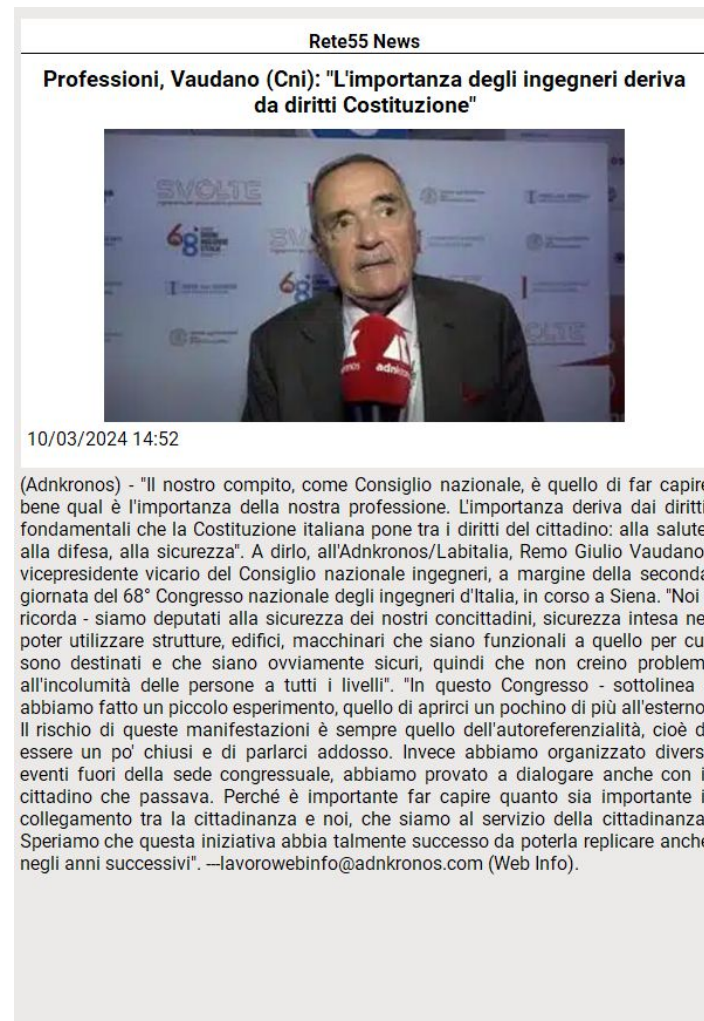 Rete55 News
Professioni, Vaudano (Cni): "L'importanza degli ingegneri deriva
da diritti Costituzione"
SVOLTE
68
68
SVOLTE
adnkronos
10/03/2024 14:52
(Adnkronos) - "Il nostro compito, come Consiglio nazionale, è quello di far capire
bene qual è l'importanza della nostra professione. L'importanza deriva dai diritti
fondamentali che la Costituzione italiana pone tra i diritti del cittadino: alla salute
alla difesa, alla sicurezza". A dirlo, all'Adnkronos/Labitalia, Remo Giulio Vaudano
vicepresidente vicario del Consiglio nazionale ingegneri, a margine della seconda
giornata del 68° Congresso nazionale degli ingegneri d'Italia, in corso a Siena. "Noi
ricorda - siamo deputati alla sicurezza dei nostri concittadini, sicurezza intesa ne
poter utilizzare strutture, edifici, macchinari che siano funzionali a quello per cu
sono destinati e che siano ovviamente sicuri, quindi che non creino problem
all'incolumità delle persone a tutti i livelli". "In questo Congresso - sottolinea
abbiamo fatto un piccolo esperimento, quello di aprirci un pochino di più all'esterno
Il rischio di queste manifestazioni è sempre quello dell'autoreferenzialità, cioè d
essere un po' chiusi e di parlarci addosso. Invece abbiamo organizzato divers
eventi fuori della sede congressuale, abbiamo provato a dialogare anche con i
cittadino che passava. Perché è importante far capire quanto sia importante i
collegamento tra la cittadinanza e noi, che siamo al servizio della cittadinanza
Speriamo che questa iniziativa abbia talmente successo da poterla replicare anche
negli anni successivi". —lavorowebinfo@adnkronos.com (Web Info).